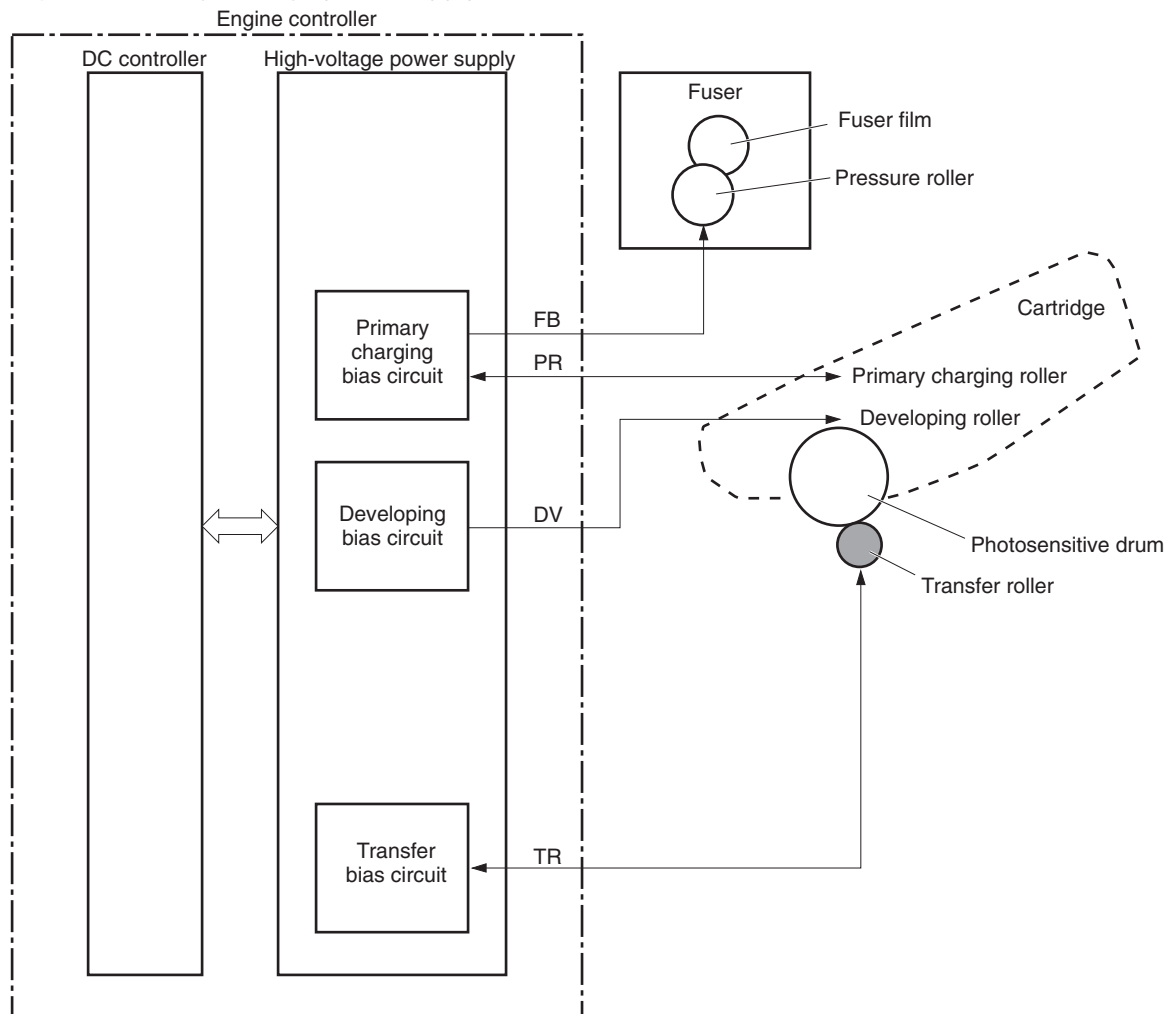 Engine controller
DC controller
High-voltage power supply
Fuser
Fuser film
Pressure roller
Primary
charging
bias circuit
FB
PR
Cartridge
Primary charging roller
Developing roller
Developing
bias circuit
DV
Photosensitive drum
Transfer roller
Transfer
bias circuit
TR